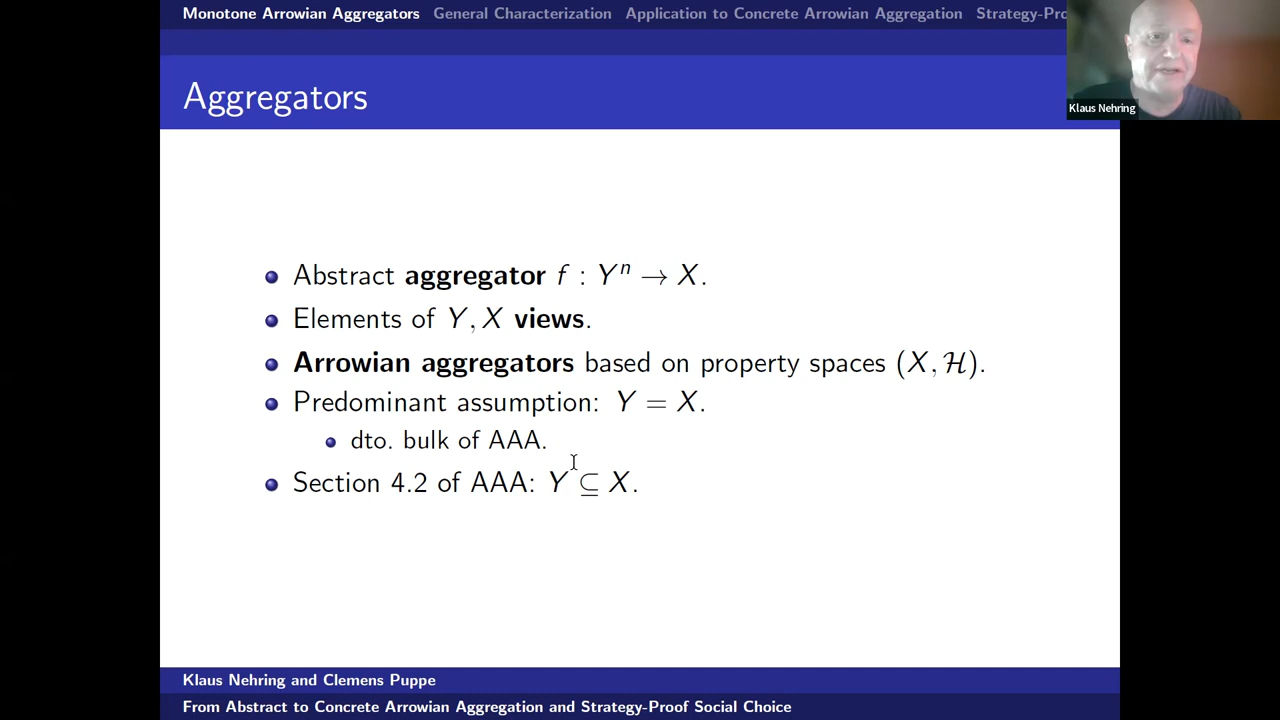 Monotone Arrowian Aggregators General Characterization Application to Concrete Arrowian Aggregation Strategy-Pro
Klaus Nehring
Aggregators
Abstract aggregator f : Yⁿ → X.
Elements of Y, X views.
Arrowian aggregators based on property spaces (X, ℋ).
Predominant assumption: Y = X.
dto. bulk of AAA.
Section 4.2 of AAA: Y ⊆ X.
Klaus Nehring and Clemens Puppe
From Abstract to Concrete Arrowian Aggregation and Strategy-Proof Social Choice